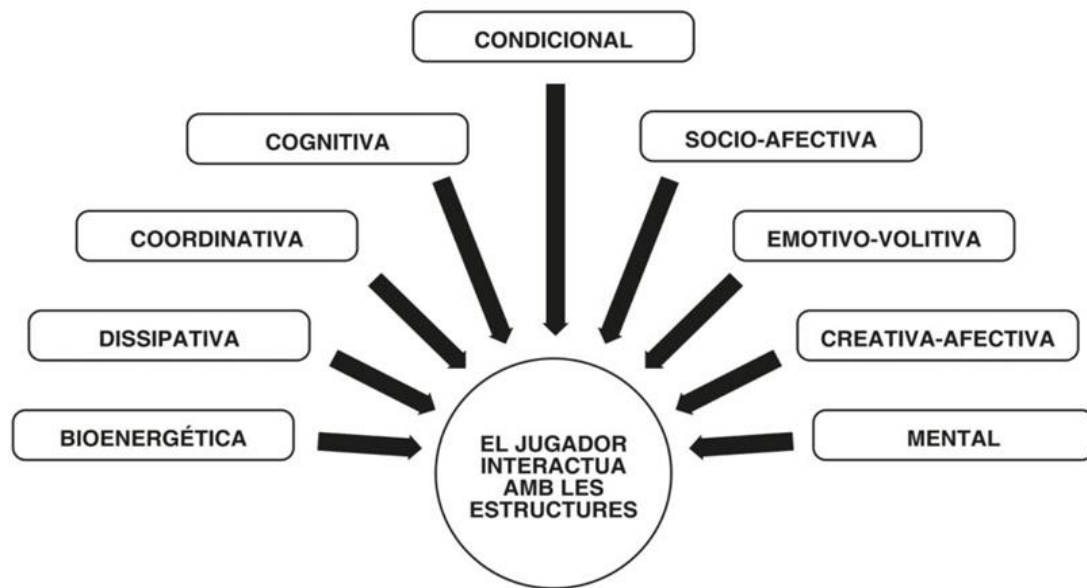 CONDICIONAL
COGNITIVA
SOCIO-AFECTIVA
COORDINATIVA
EMOTIVO-VOLITIVA
DISSIPATIVA
CREATIVA-AFECTIVA
BIOENERGÉTICA
MENTAL
EL JUGADOR
INTERACTUA
AMB LES
ESTRUCTURES